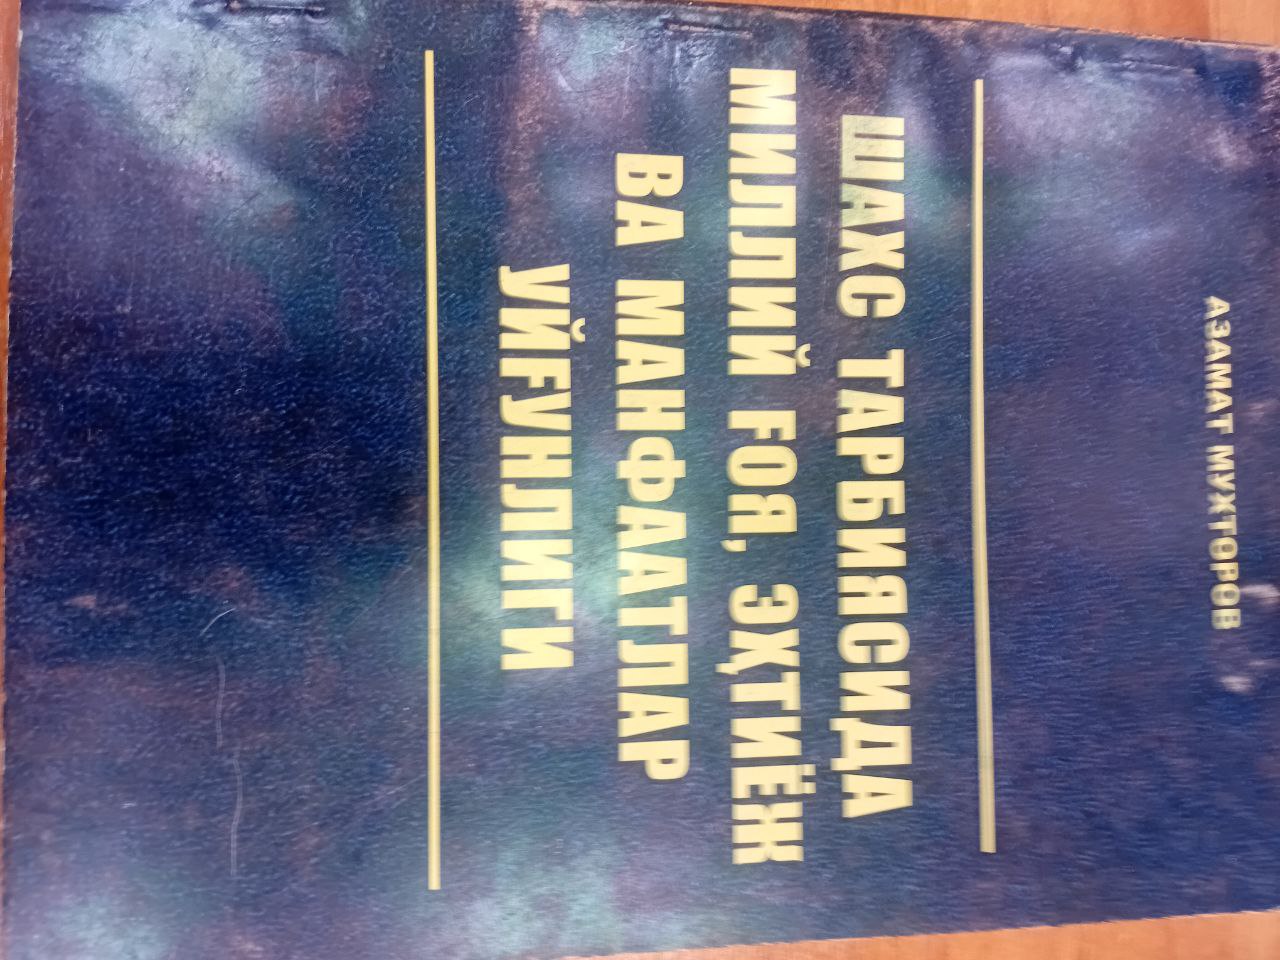 АЗАМАТ МУХТОРОВ
ШАХС ТАРБИЯСИДА
МИЛЛИЙ ҒОЯ, ЭҲТИЁЖ
ВА МАНФААТЛАР
УЙҒУНЛИГИ